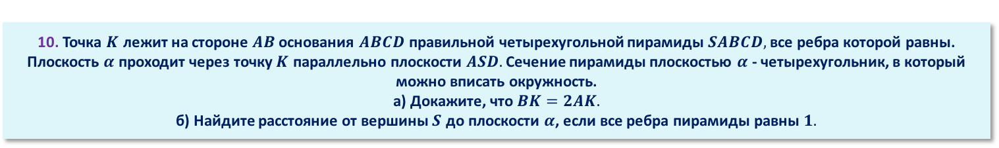 10. Точка K лежит на стороне AB основания ABCD правильной четырехугольной пирамиды SABCD, все ребра которой равны.
Плоскость α проходит через точку K параллельно плоскости ASD. Сечение пирамиды плоскостью α - четырехугольник, в который
можно вписать окружность.
а) Докажите, что BK = 2AK.
б) Найдите расстояние от вершины S до плоскости α, если все ребра пирамиды равны 1.